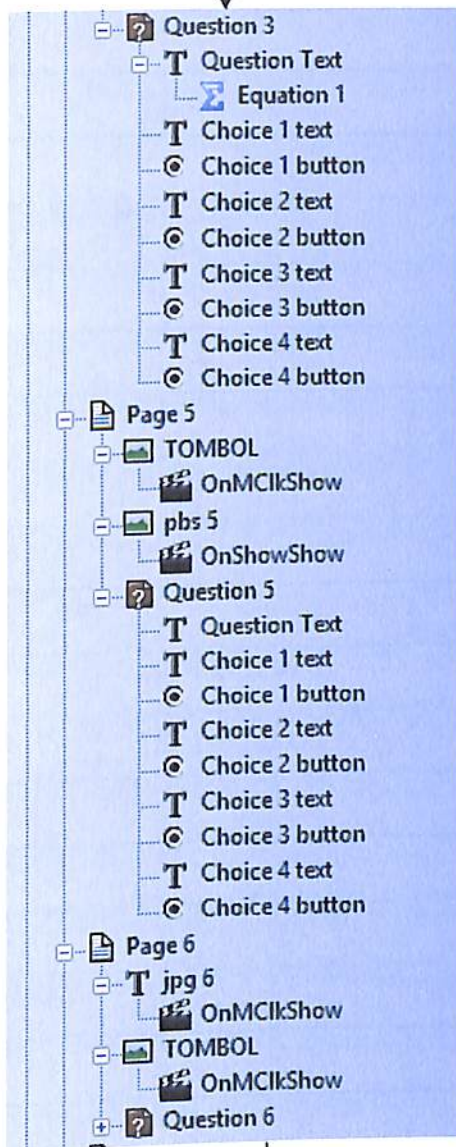 Question 3
Question Text
Equation 1
Choice 1 text
Choice 1 button
Choice 2 text
Choice 2 button
Choice 3 text
Choice 3 button
Choice 4 text
Choice 4 button
Page 5
TOMBOL
OnMClkShow
pbs 5
OnShowShow
Question 5
Question Text
Choice 1 text
Choice 1 button
Choice 2 text
Choice 2 button
Choice 3 text
Choice 3 button
Choice 4 text
Choice 4 button
Page 6
jpg 6
OnMClkShow
TOMBOL
OnMClkShow
Question 6